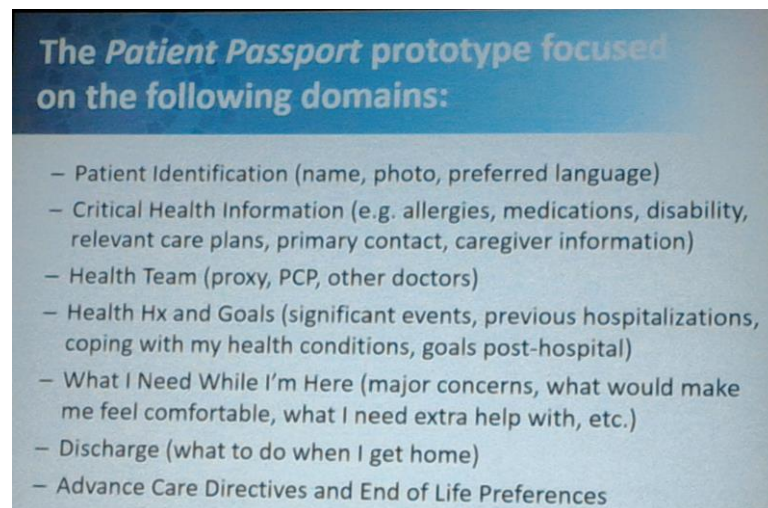 The Patient Passport prototype focused
on the following domains:
– Patient Identification (name, photo, preferred language)
– Critical Health Information (e.g. allergies, medications, disability,
relevant care plans, primary contact, caregiver information)
– Health Team (proxy, PCP, other doctors)
– Health Hx and Goals (significant events, previous hospitalizations,
coping with my health conditions, goals post-hospital)
– What I Need While I'm Here (major concerns, what would make
me feel comfortable, what I need extra help with, etc.)
– Discharge (what to do when I get home)
– Advance Care Directives and End of Life Preferences